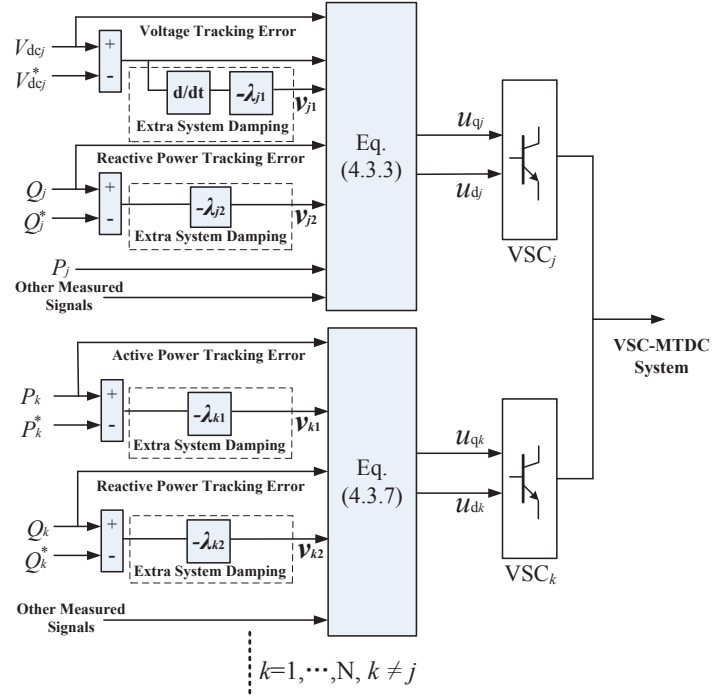 Voltage Tracking Error
V_dcj
V*_dcj
+
-
d/dt
-λ_j1
v_j1
Extra System Damping
Reactive Power Tracking Error
Q_j
Q*_j
+
-
-λ_j2
v_j2
Extra System Damping
P_j
Other Measured
Signals
Eq.
(4.3.3)
u_qj
u_dj
VSC_j
VSC-MTDC
System
Active Power Tracking Error
P_k
P*_k
+
-
-λ_k1
v_k1
Extra System Damping
Reactive Power Tracking Error
Q_k
Q*_k
+
-
-λ_k2
v_k2
Extra System Damping
Other Measured
Signals
Eq.
(4.3.7)
u_qk
u_dk
VSC_k
k=1,⋯,N, k ≠ j